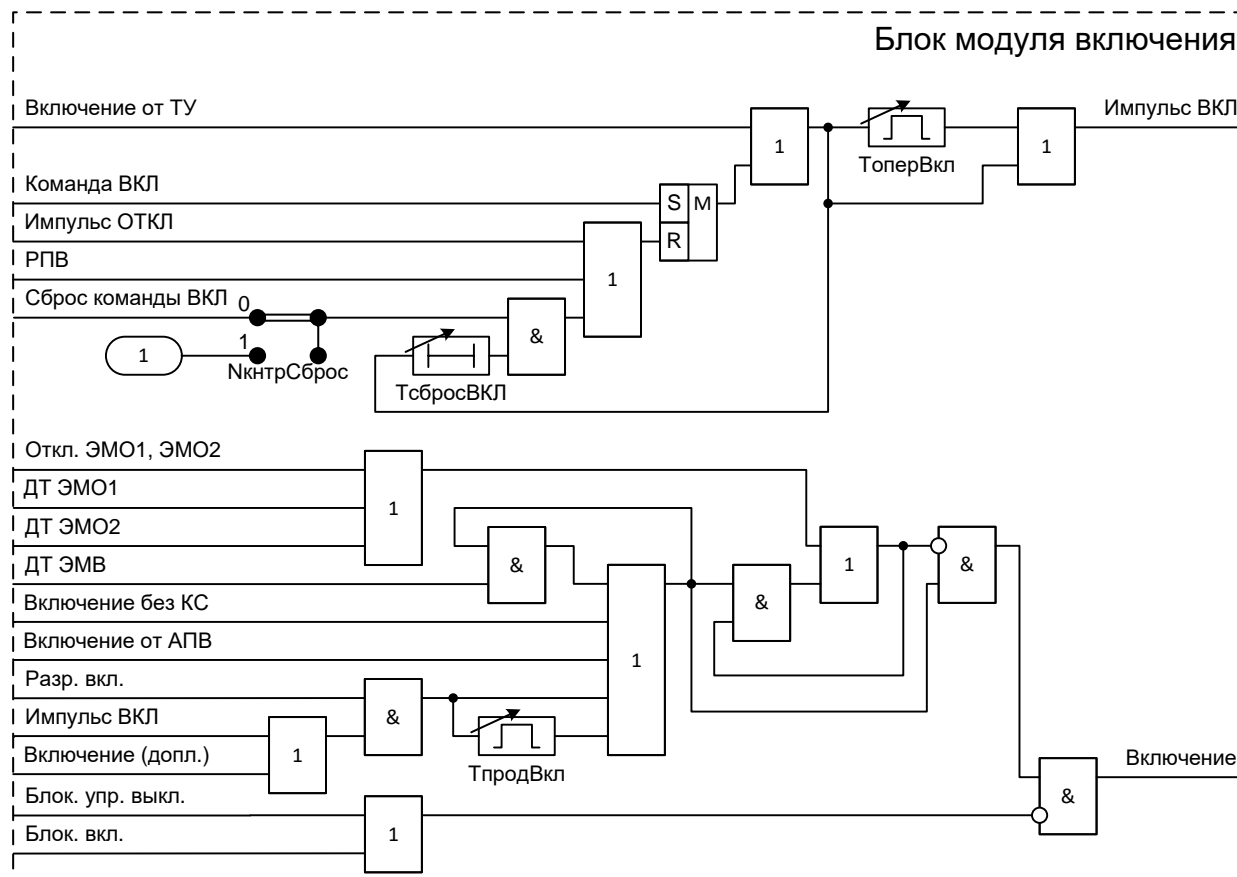 Блок модуля включения
Включение от ТУ
Импульс ВКЛ
1
1
ТоперВкл
Команда ВКЛ
S M
Импульс ОТКЛ
R
РПВ
1
Сброс команды ВКЛ
0
&
1
1
NкнтрСброс
ТсбросВКЛ
Откл. ЭМО1, ЭМО2
ДТ ЭМО1
1
ДТ ЭМО2
ДТ ЭМВ
&
1
&
Включение без КС
&
Включение от АПВ
1
Разр. вкл.
&
Импульс ВКЛ
Включение (допл.)
1
ТпродВкл
Включение
Блок. упр. выкл.
&
Блок. вкл.
1